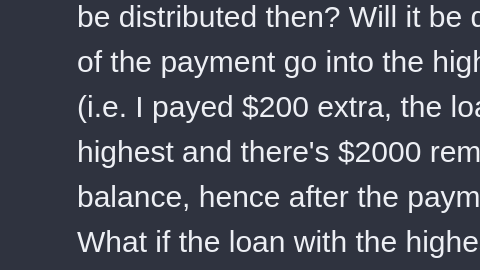 be distributed then? Will it be
of the payment go into the high
(i.e. I payed $200 extra, the loa
highest and there's $2000 rem
balance, hence after the paym
What if the loan with the highe